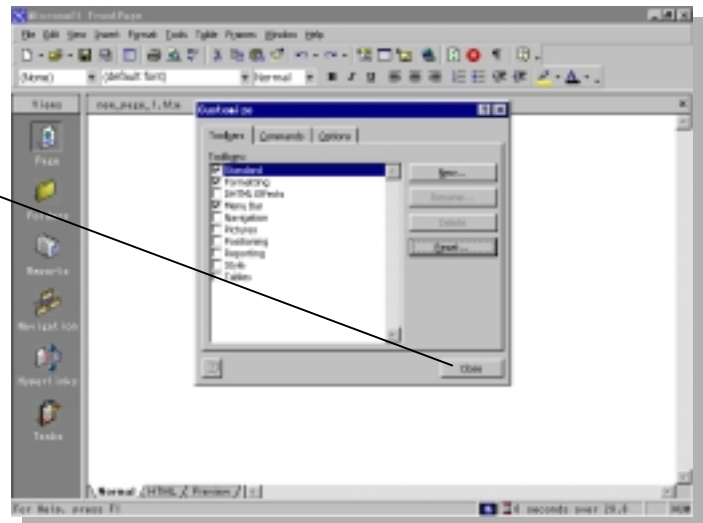 Microsoft FrontPage
File Edit View Insert Format Tools Table Frames Window Help
(None) (default font) Normal B I U A
Views new_page_1.htm
Customize
Toolbars Commands Options
Toolbars:
Standard
Formatting
DHTML Effects
Menu Bar
Navigation
Pictures
Positioning
Reporting
Style
Tables
New...
Rename...
Delete
Reset...
Close
Page
Folders
Reports
Navigation
Hyperlinks
Tasks
Normal HTML Preview
For Help, press F1
seconds over 28.8 NUM